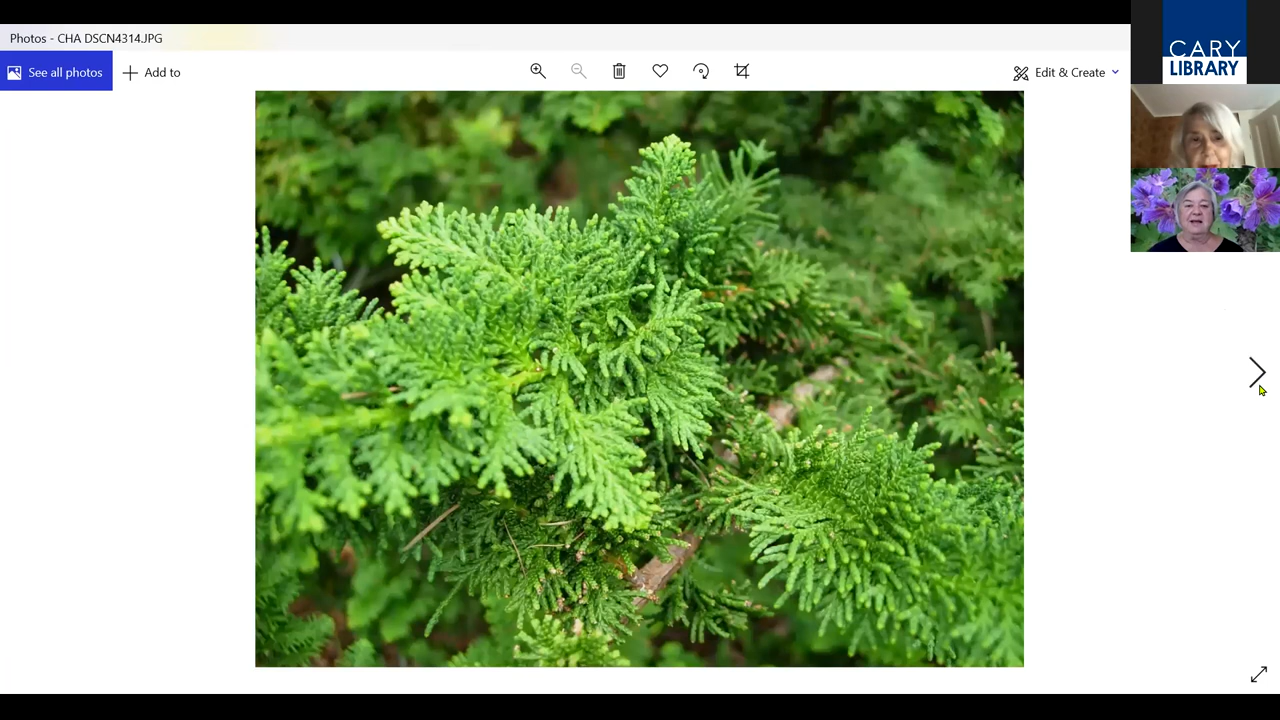 Photos - CHA DSCN4314.JPG
See all photos
Add to
Edit & Create
CARY
LIBRARY